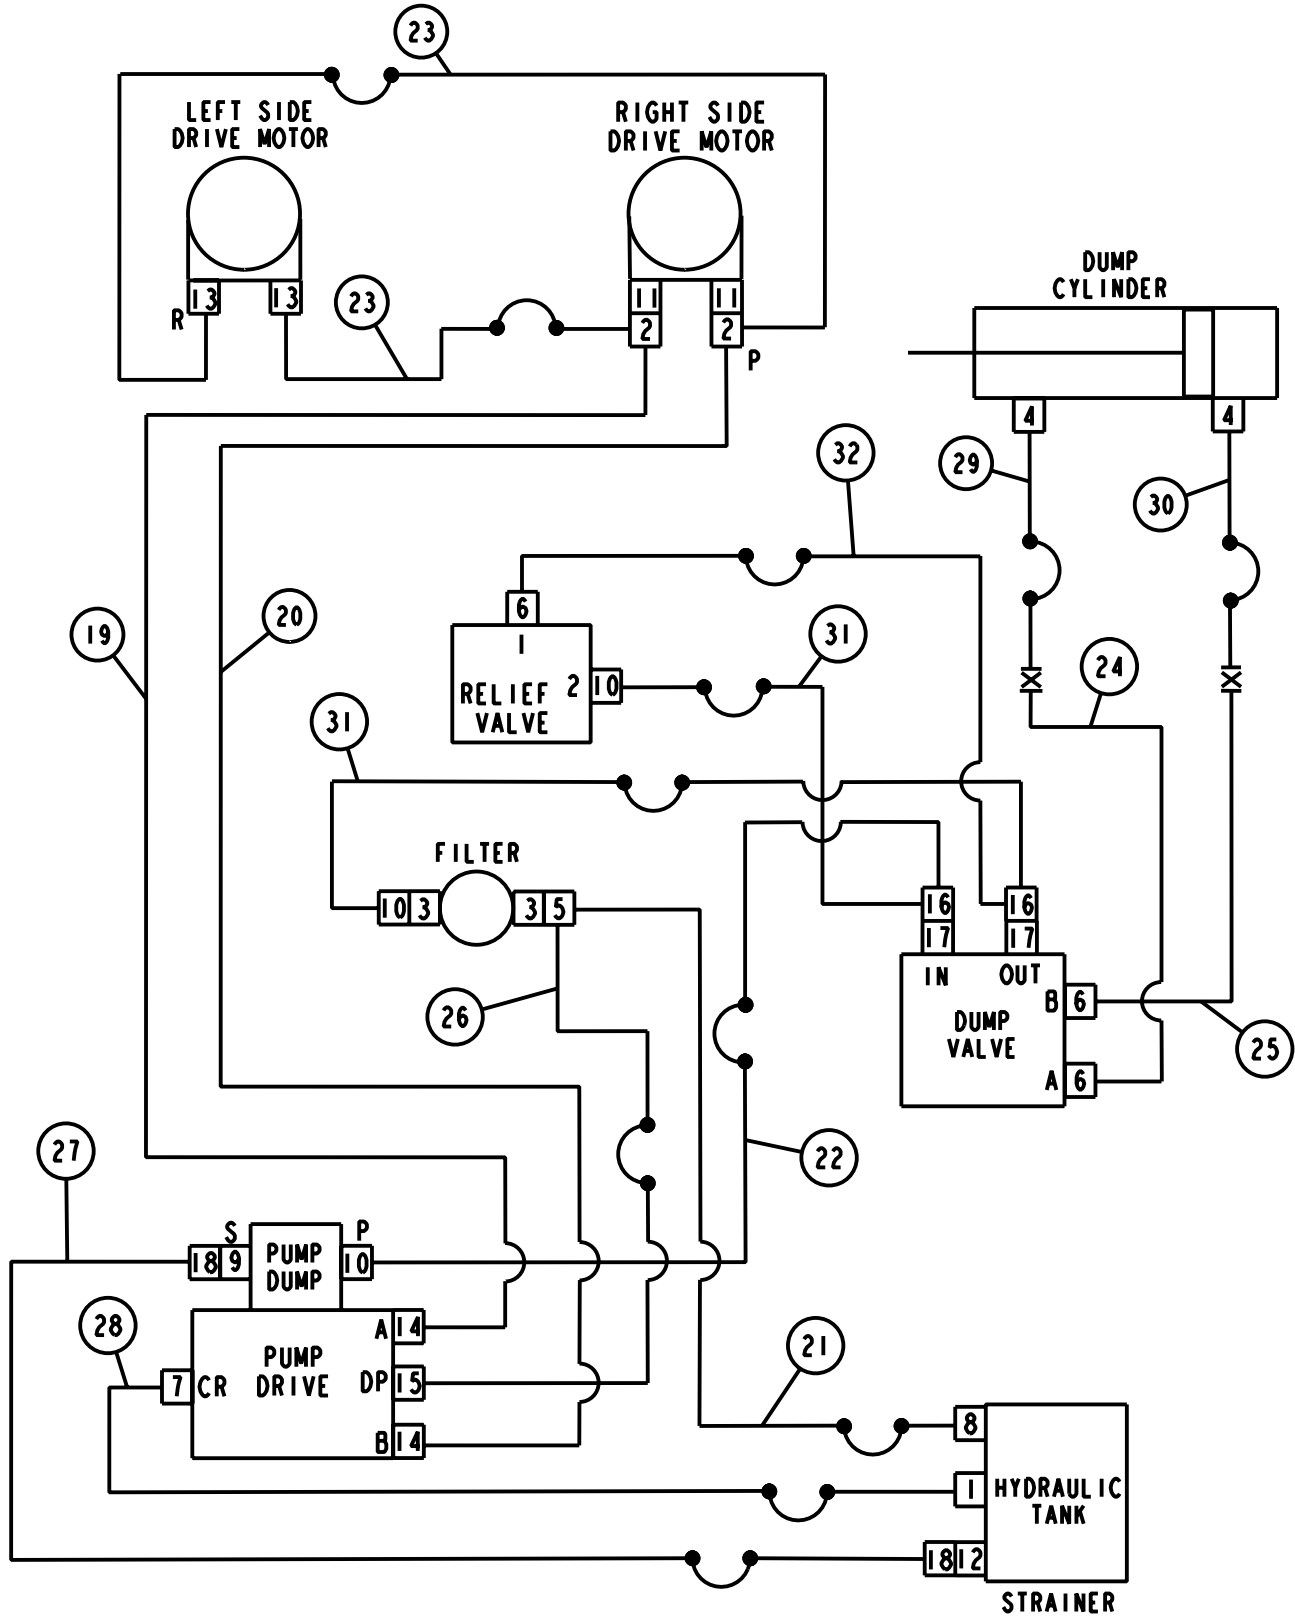 23
LEFT SIDE
DRIVE MOTOR
RIGHT SIDE
DRIVE MOTOR
DUMP
CYLINDER
13
13
R
23
11
2
11
2
P
4
4
32
29
30
6
1
RELIEF
VALVE
2
10
31
19
20
24
31
FILTER
10
3
3
5
16
17
16
17
IN
OUT
DUMP
VALVE
B
6
A
6
26
25
22
27
S
P
18
9
PUMP
DUMP
10
28
A
14
PUMP
DRIVE
7
CR
DP
15
B
14
21
8
1
HYDRAULIC
TANK
18
12
STRAINER